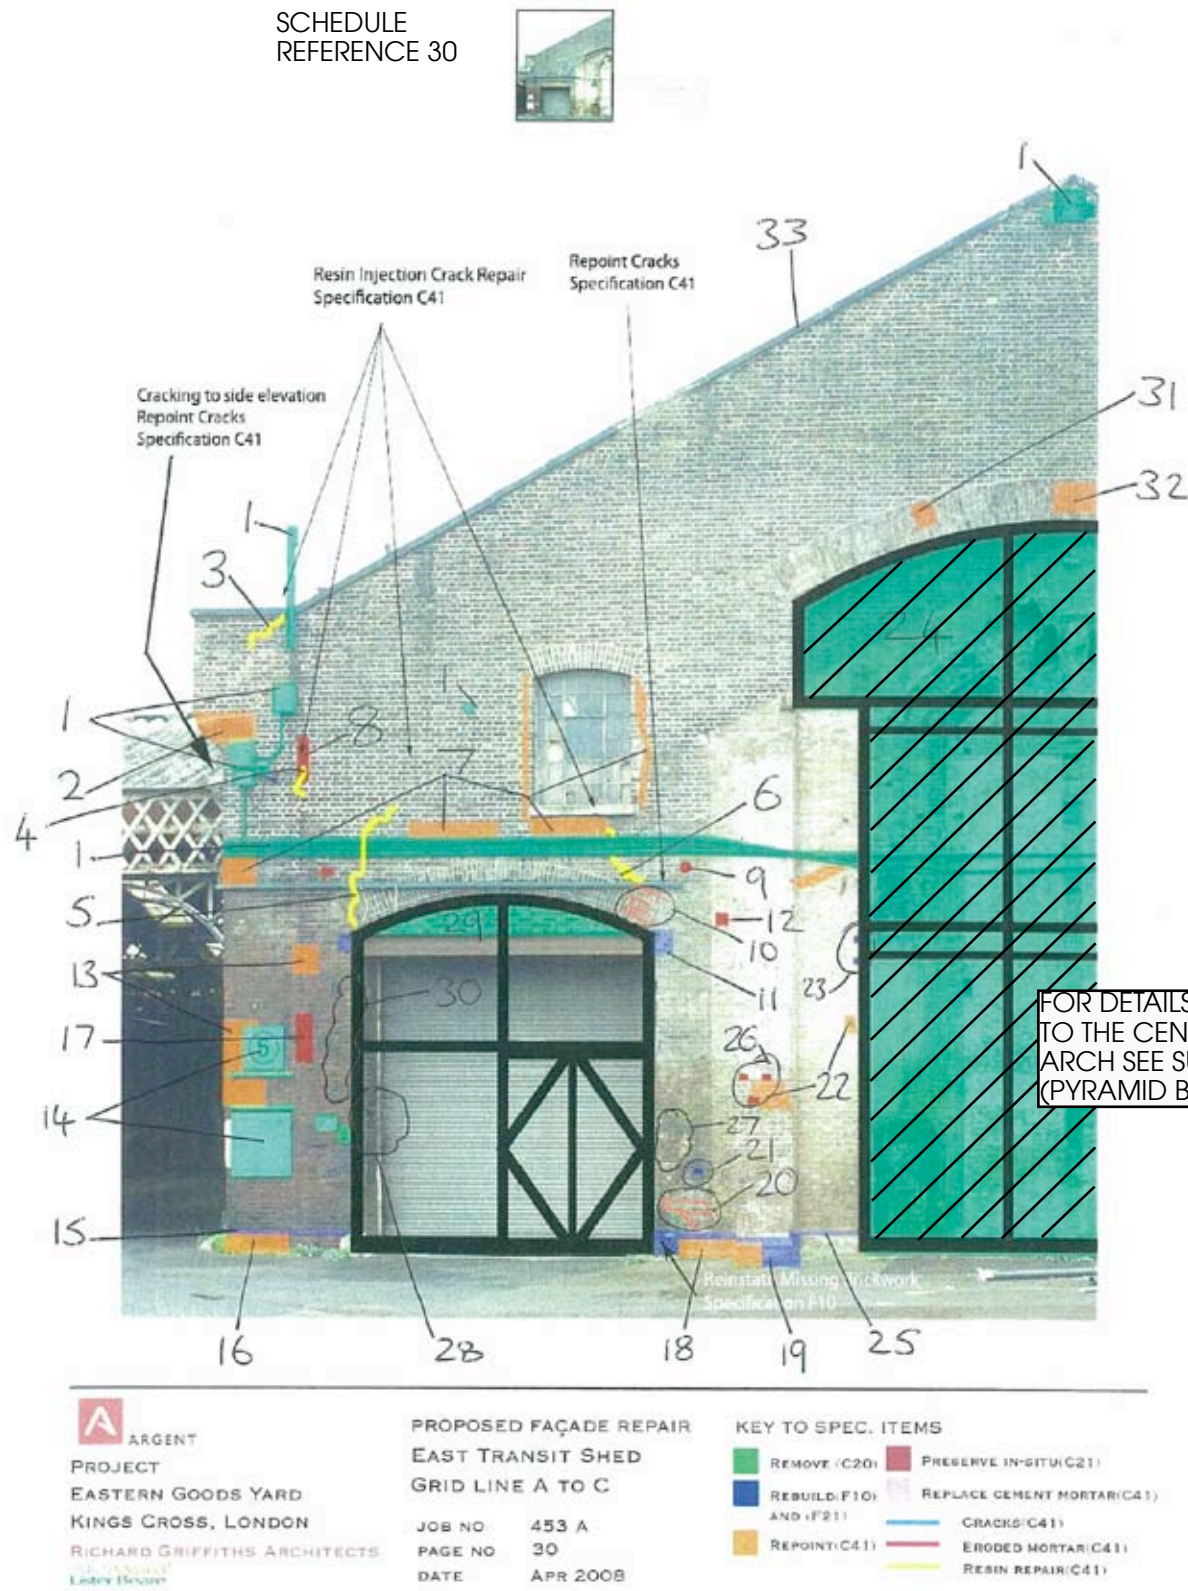 SCHEDULE
REFERENCE 30
1
33
Resin Injection Crack Repair
Specification C41
Repoint Cracks
Specification C41
Cracking to side elevation
Repoint Cracks
Specification C41
31
32
1
3
24
1
1
8
2
7
6
4
1
9
5
12
29
10
13
30
11
23
FOR DETAILS
TO THE CEN
ARCH SEE SU
(PYRAMID B
17
5
26
22
14
27
21
20
15
Reinstate Missing Brickwork
Specification F10
16
28
18
19
25
A ARGENT
PROJECT
EASTERN GOODS YARD
KINGS CROSS, LONDON
RICHARD GRIFFITHS ARCHITECTS
Lister Beare
PROPOSED FAÇADE REPAIR
EAST TRANSIT SHED
GRID LINE A TO C
JOB NO 453 A
PAGE NO 30
DATE APR 2008
KEY TO SPEC. ITEMS
REMOVE (C20)
REBUILD(F10)
AND (F21)
REPOINT(C41)
PRESERVE IN-SITU(C21)
REPLACE CEMENT MORTAR(C41)
CRACKS(C41)
ERODED MORTAR(C41)
RESIN REPAIR(C41)